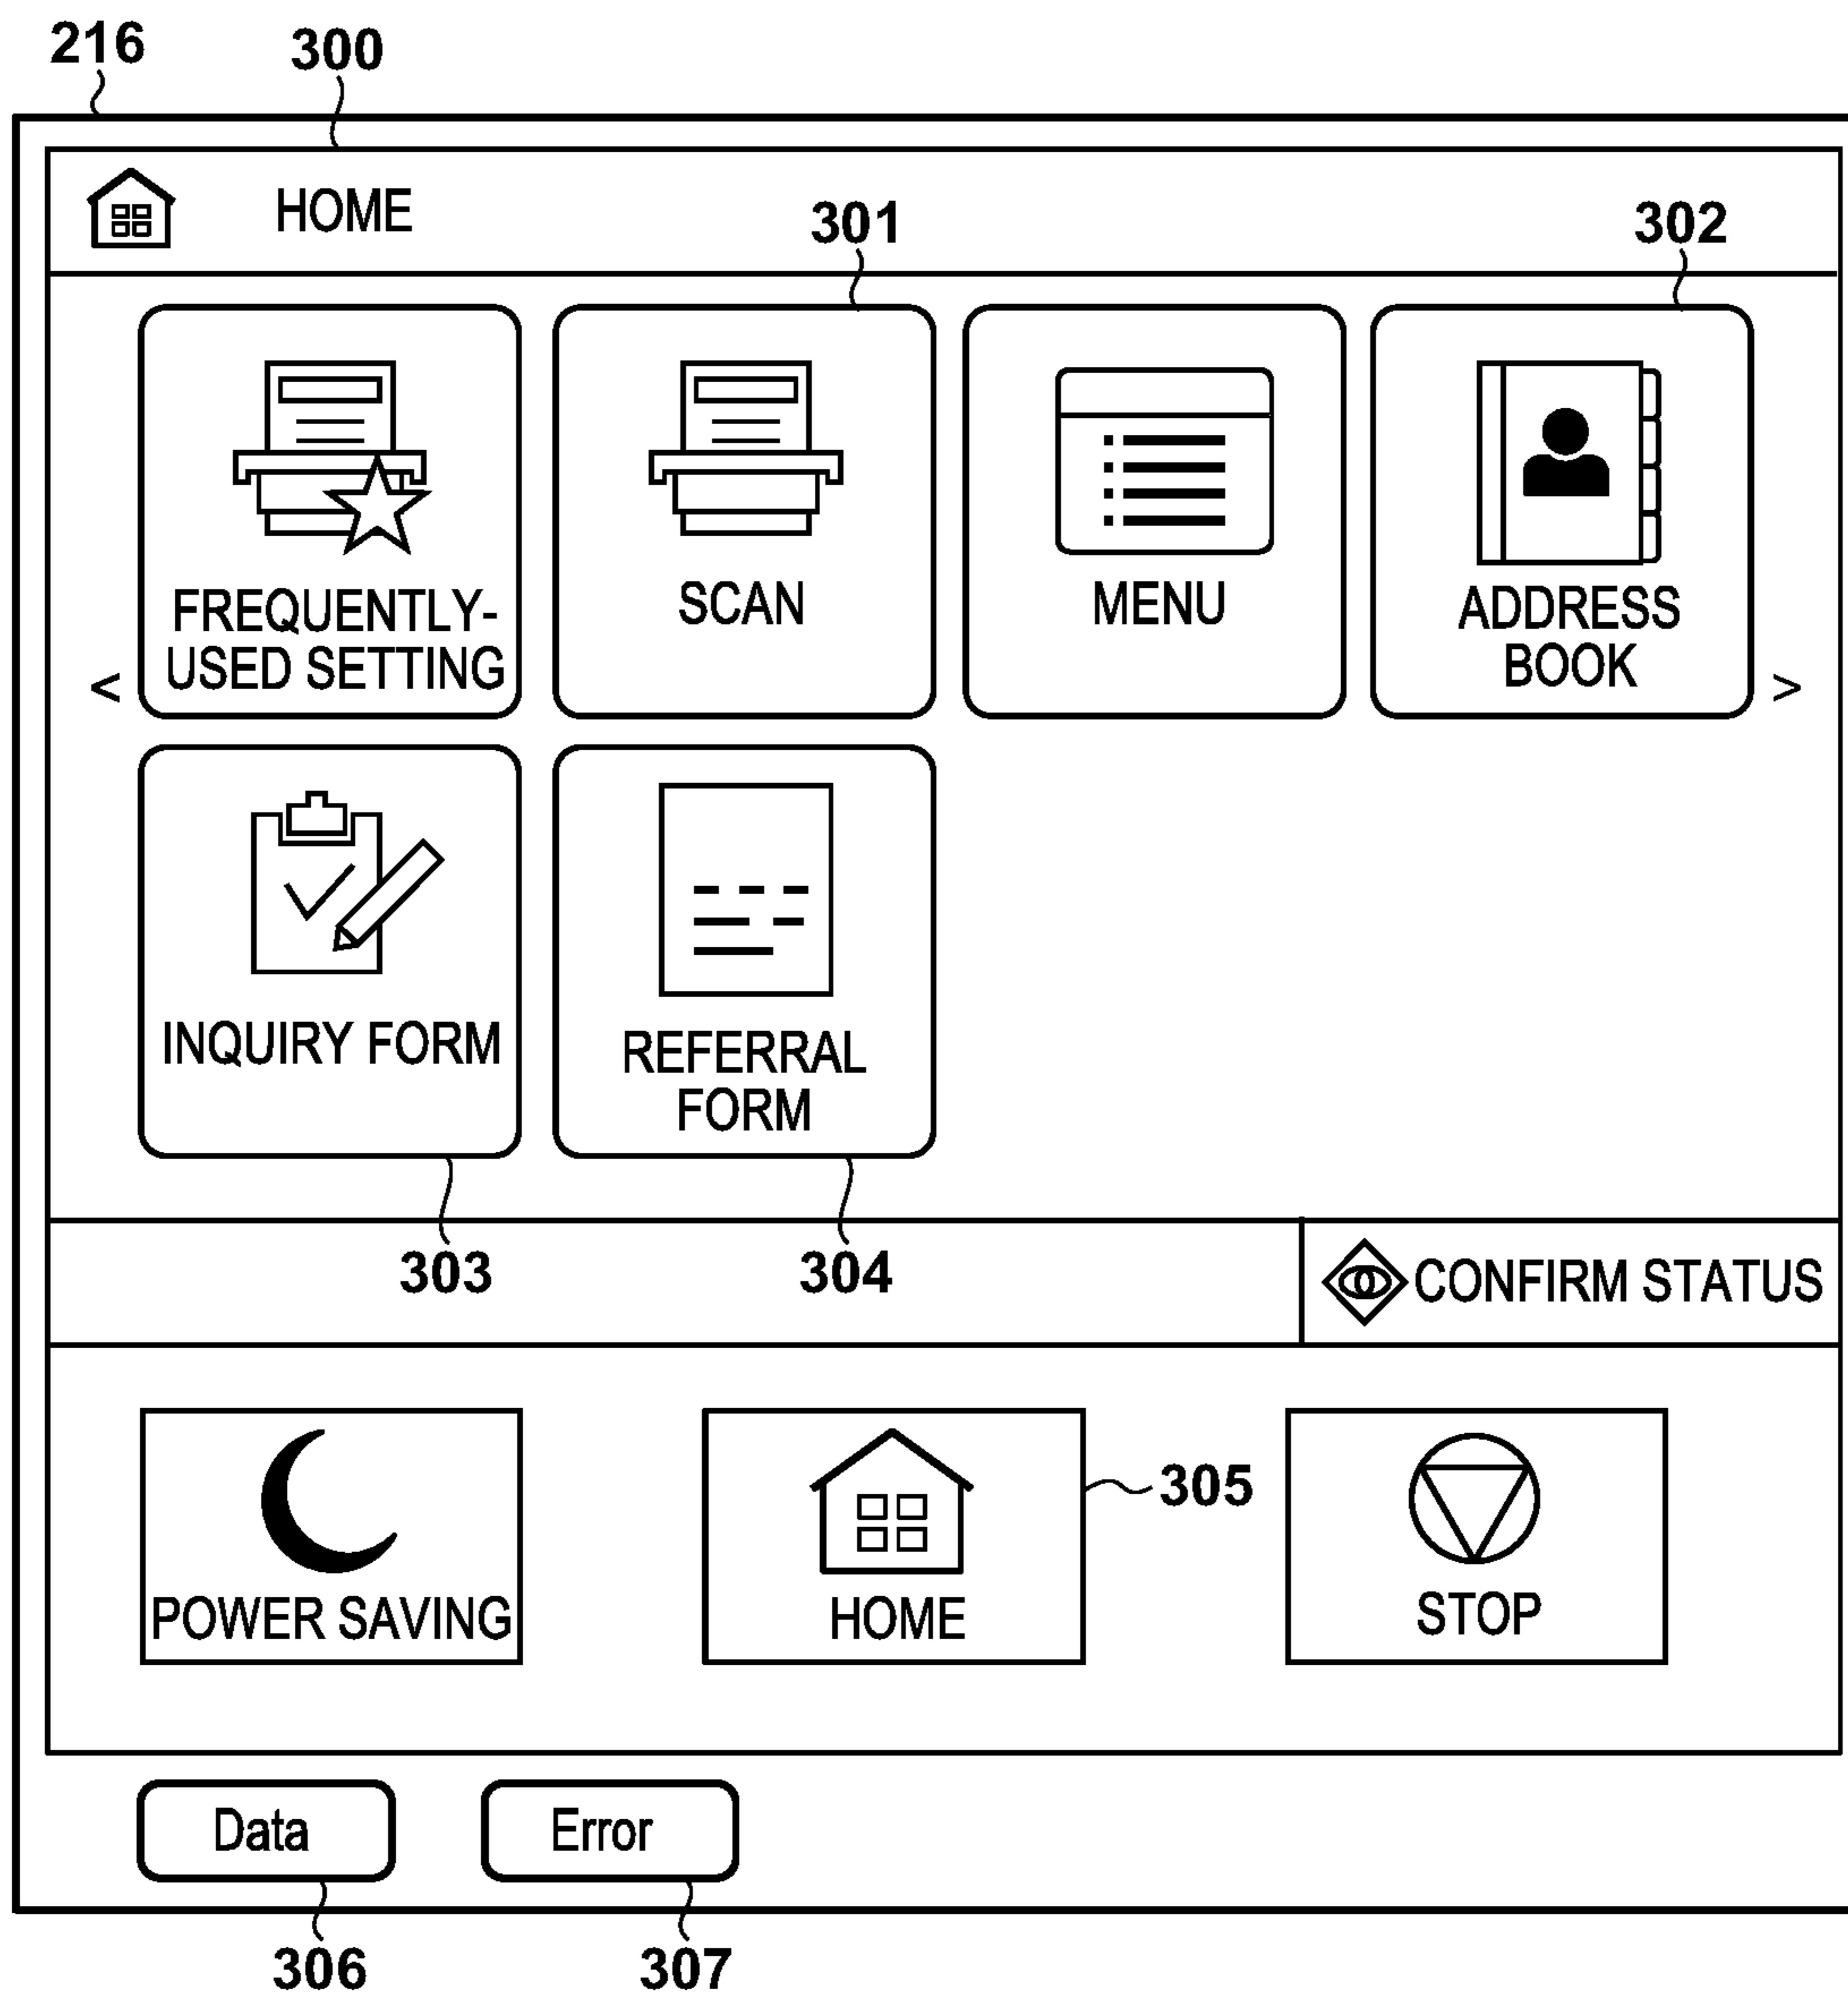 216
300
HOME
301
302
FREQUENTLY-
USED SETTING
SCAN
MENU
ADDRESS
BOOK
<
>
INQUIRY FORM
REFERRAL
FORM
303
304
CONFIRM STATUS
POWER SAVING
HOME
305
STOP
Data
Error
306
307